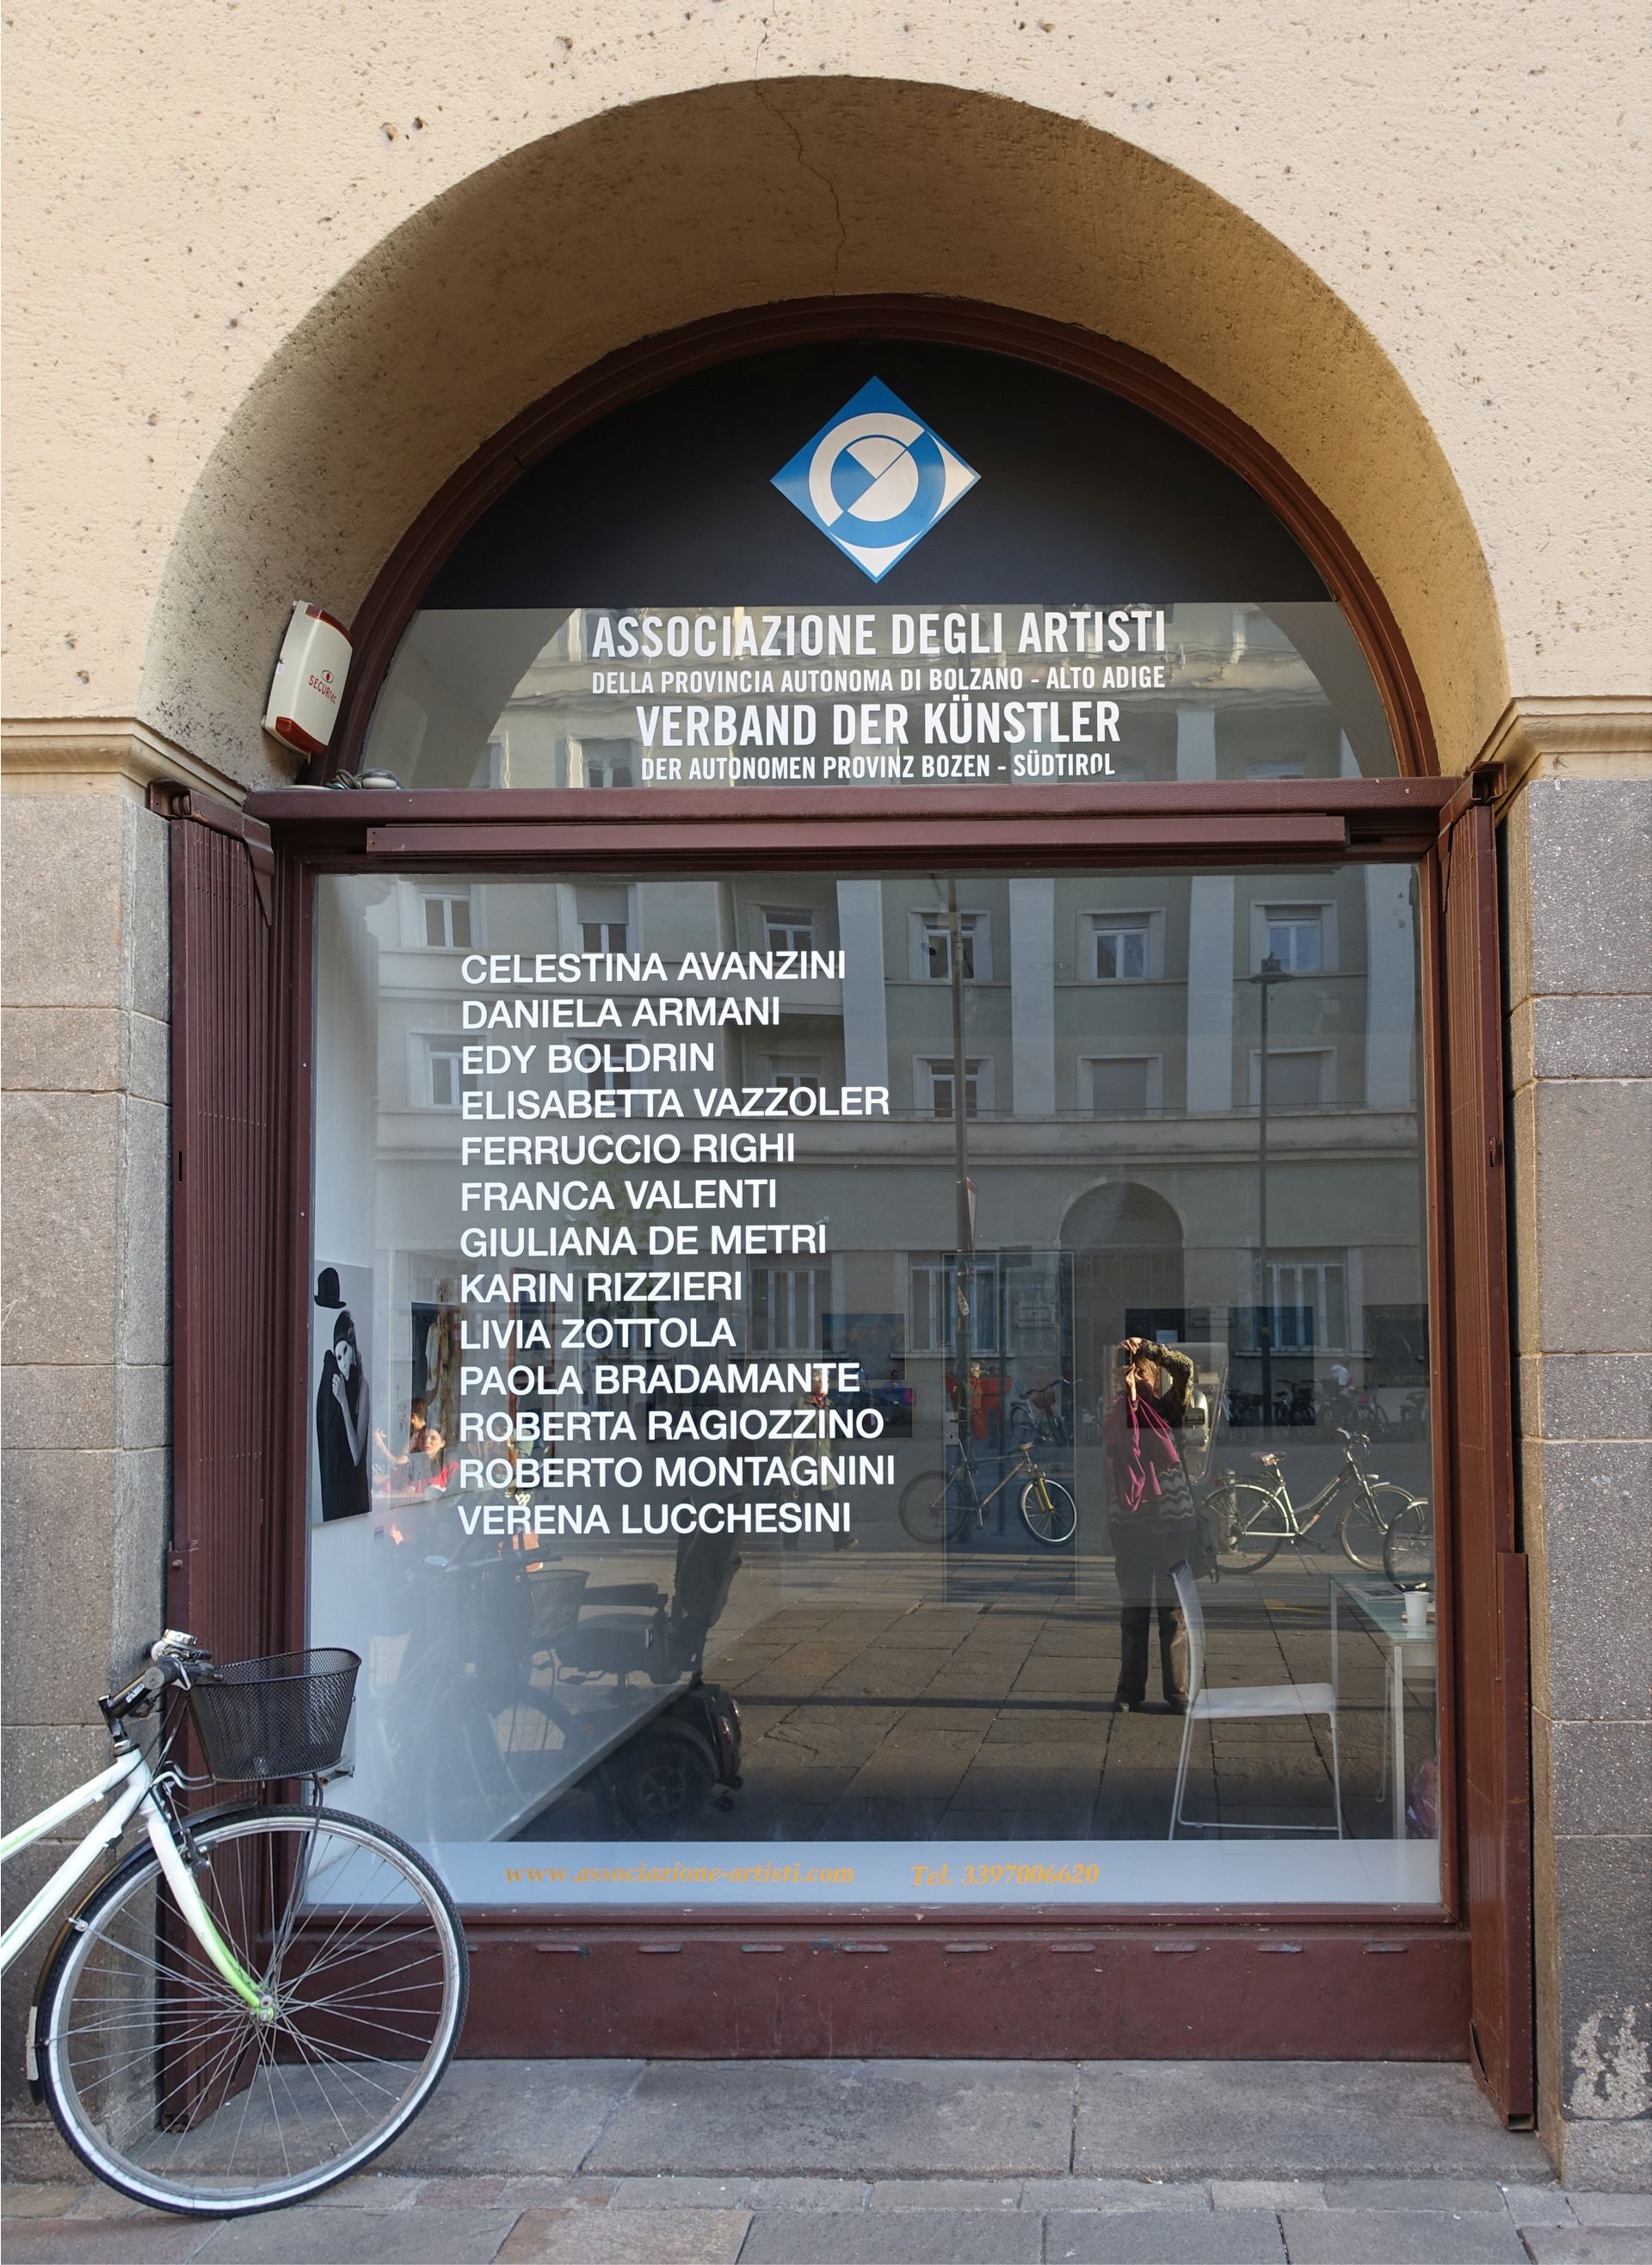 ASSOCIAZIONE DEGLI ARTISTI
DELLA PROVINCIA AUTONOMA DI BOLZANO - ALTO ADIGE
VERBAND DER KÜNSTLER
DER AUTONOMEN PROVINZ BOZEN - SÜDTIROL
CELESTINA AVANZINI
DANIELA ARMANI
EDY BOLDRIN
ELISABETTA VAZZOLER
FERRUCCIO RIGHI
FRANCA VALENTI
GIULIANA DE METRI
KARIN RIZZIERI
LIVIA ZOTTOLA
PAOLA BRADAMANTE
ROBERTA RAGIOZZINO
ROBERTO MONTAGNINI
VERENA LUCCHESINI
www.associazione-artisti.com Tel. 3397006620